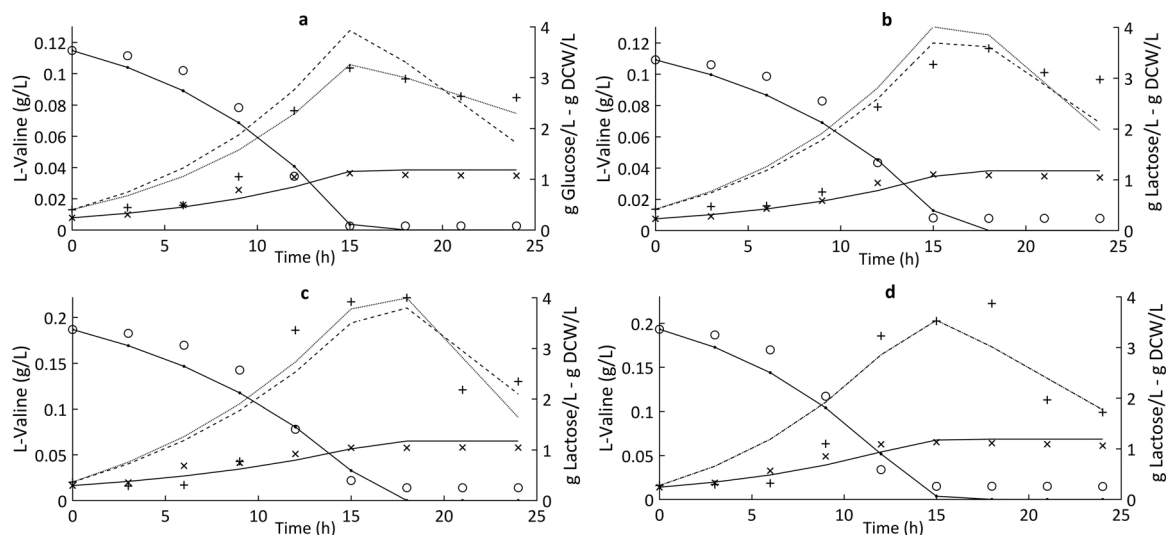 a
L-Valine (g/L)
0.12
0.1
0.08
0.06
0.04
0.02
0
0 5 10 15 20 25
Time (h)
4
3
2
1
0
g Glucose/L - g DCW/L
b
L-Valine (g/L)
0.12
0.10
0.08
0.06
0.04
0.02
0
0 5 10 15 20 25
Time (h)
4
3
2
1
0
g Lactose/L - g DCW/L
c
L-Valine (g/L)
0.2
0.15
0.1
0.05
0
0 5 10 15 20 25
Time (h)
4
3
2
1
0
g Lactose/L - g DCW/L
d
L-Valine (g/L)
0.2
0.15
0.1
0.05
0
0 5 10 15 20 25
Time (h)
4
3
2
1
0
g Lactose/L - g DCW/L